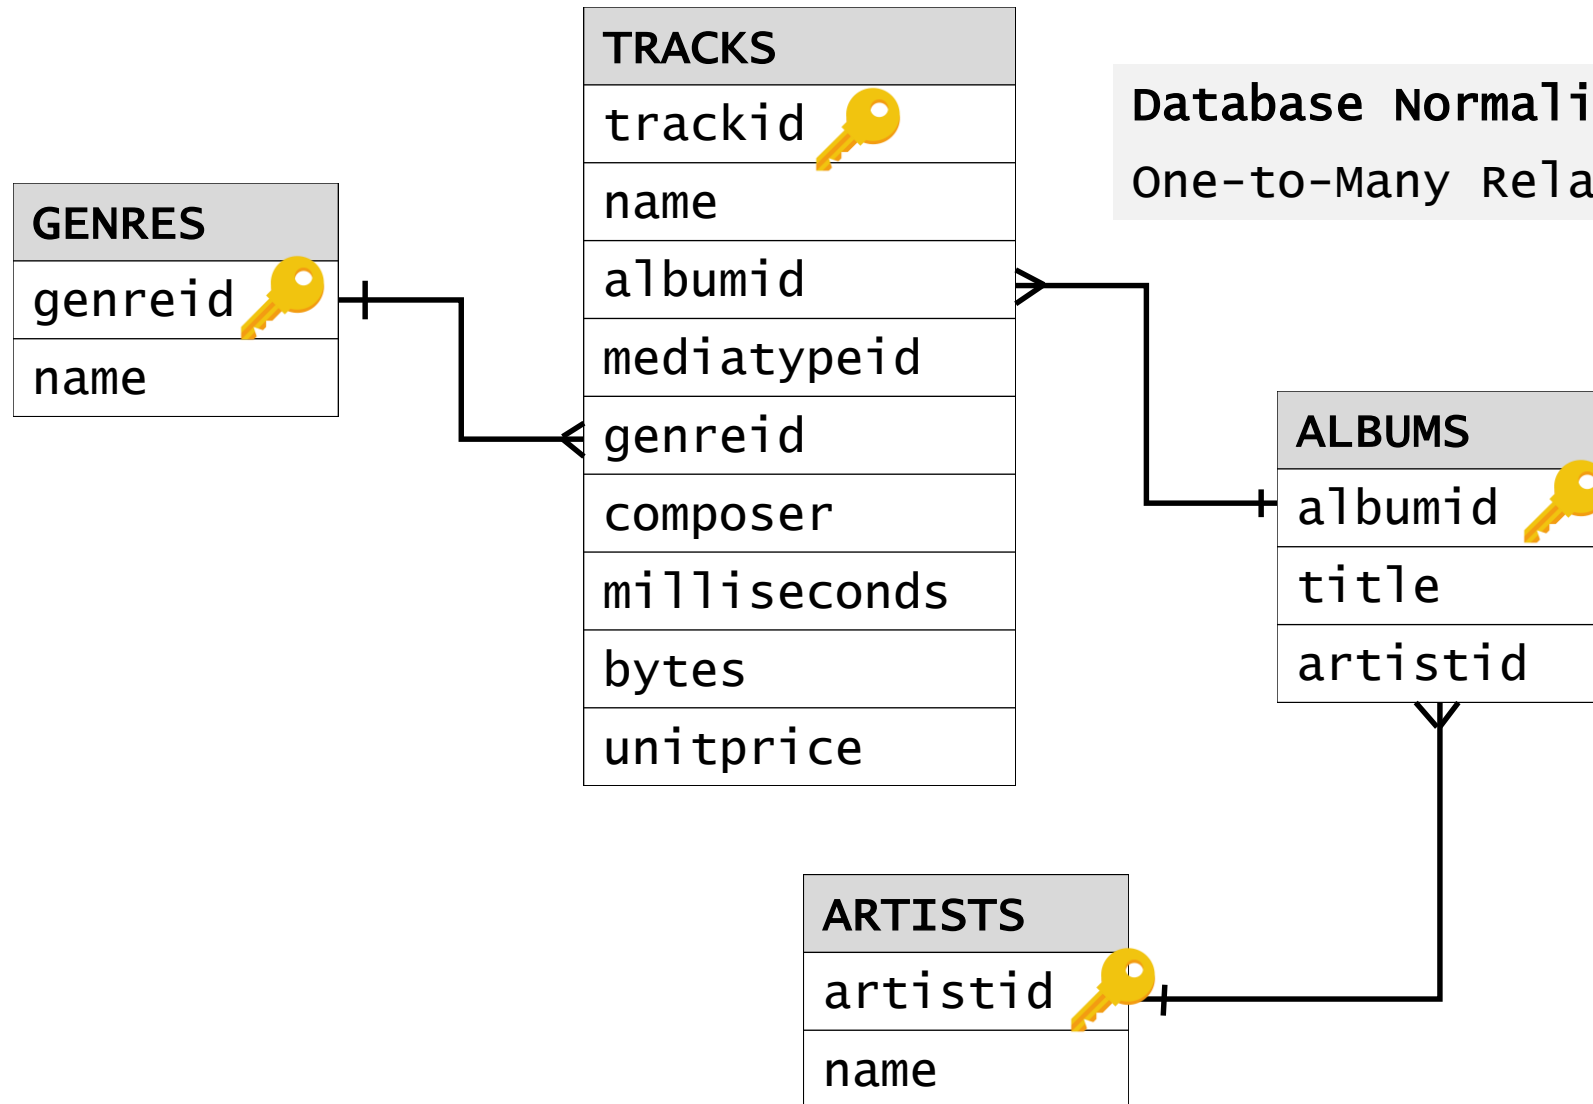 TRACKS
trackid
name
albumid
mediatypeid
genreid
composer
milliseconds
bytes
unitprice
Database Normali
One-to-Many Rela
GENRES
genreid
name
ALBUMS
albumid
title
artistid
ARTISTS
artistid
name